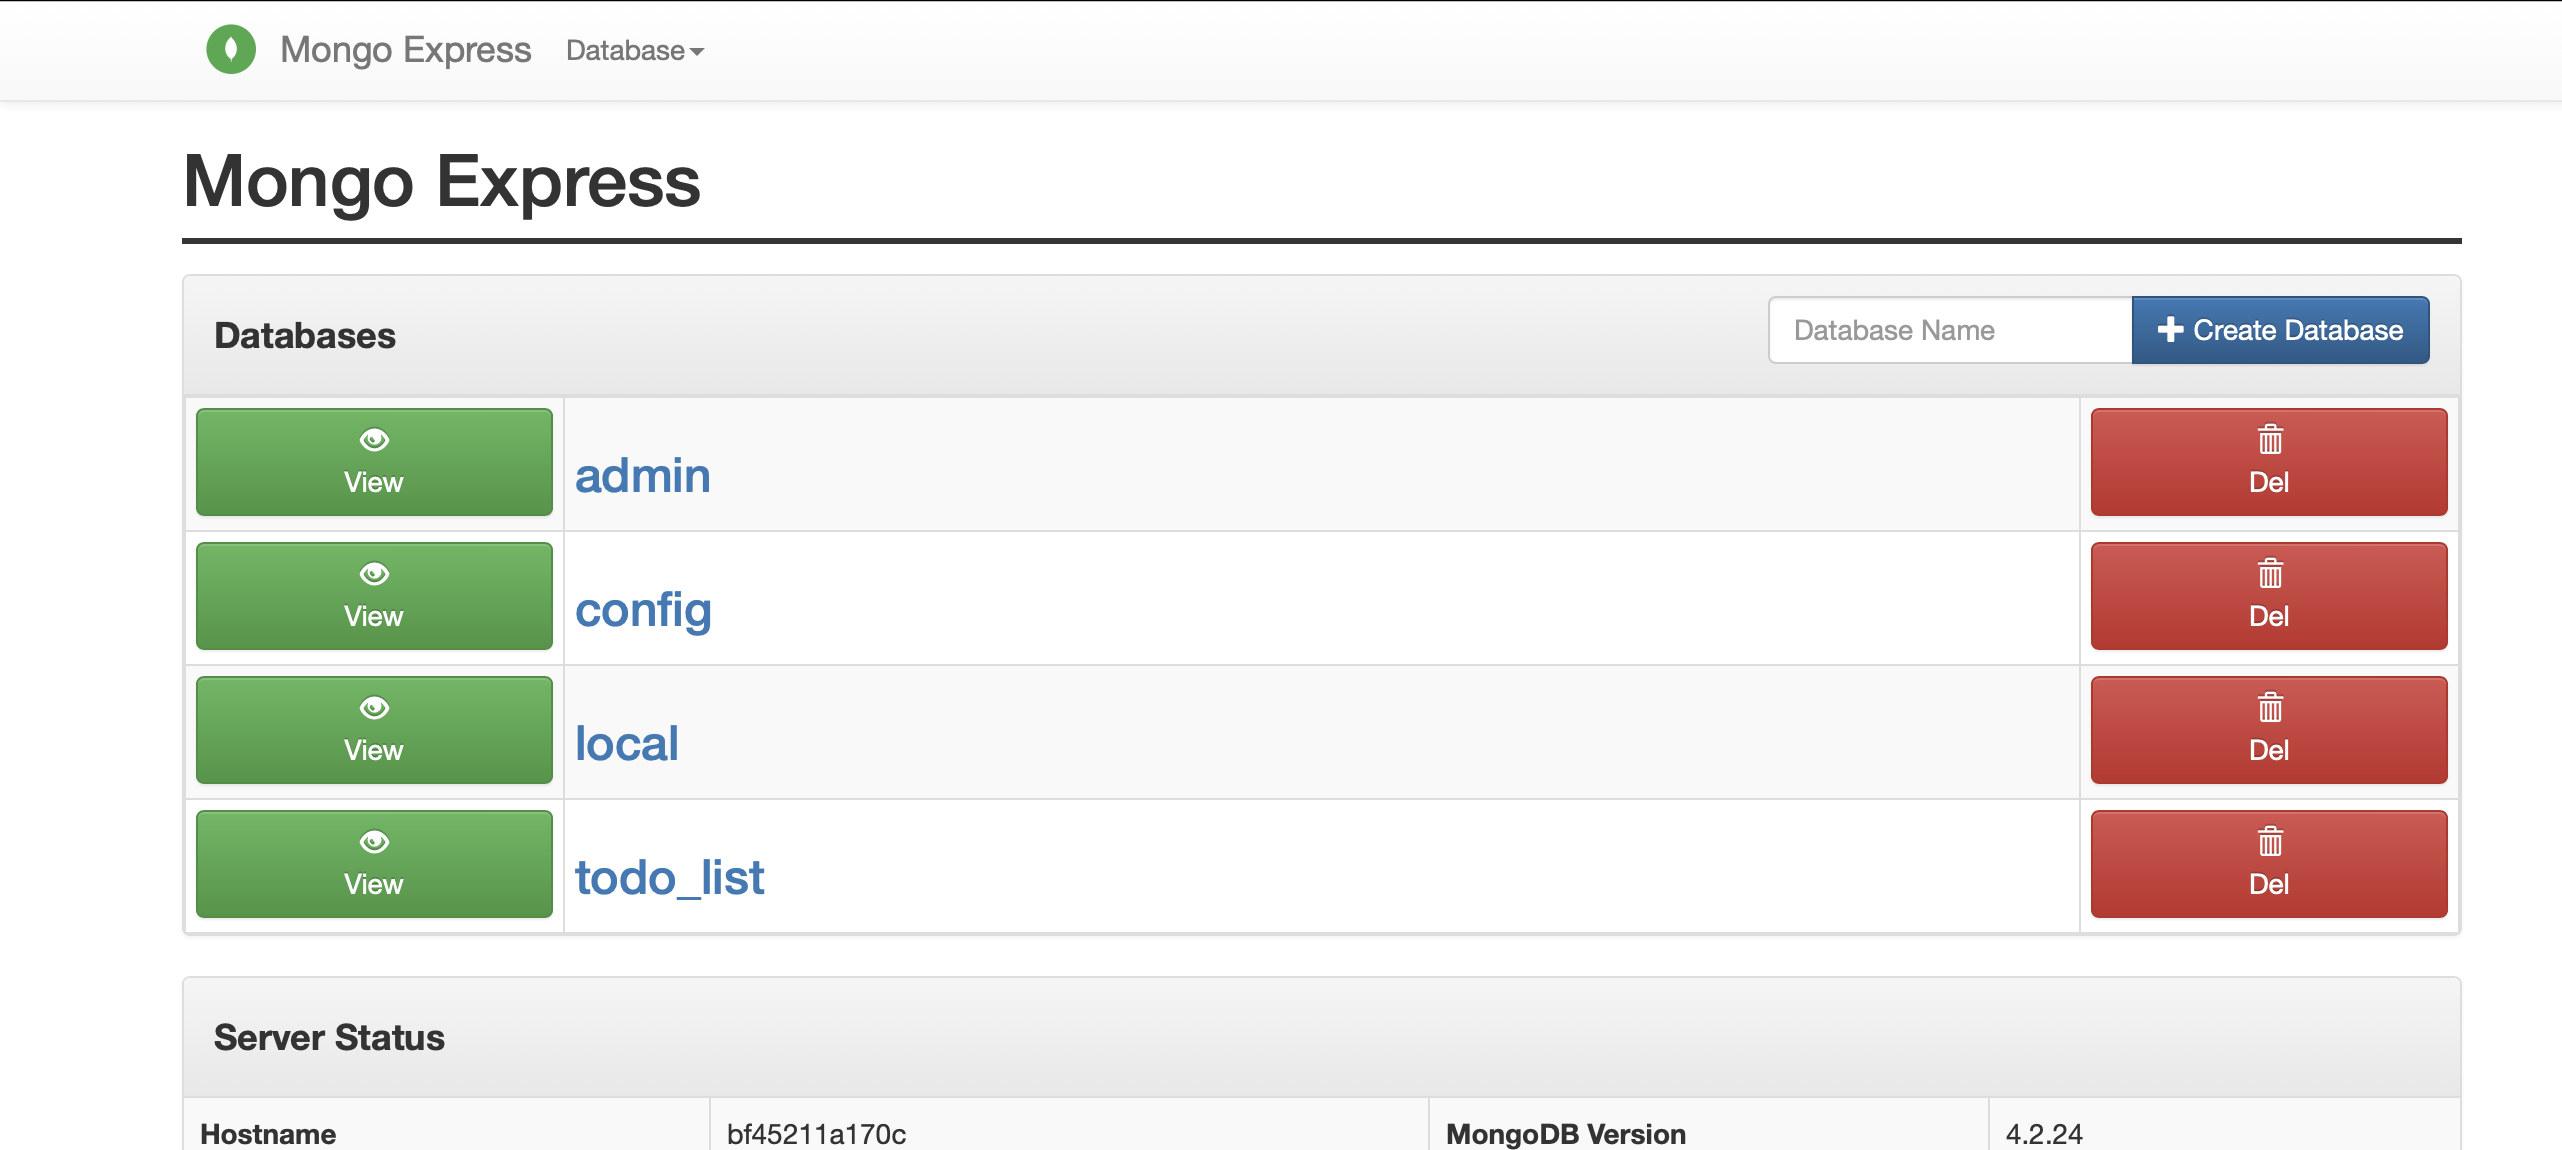 Mongo Express Database
Mongo Express
Databases Database Name Create Database
View admin Del
View config Del
View local Del
View todo_list Del
Server Status
Hostname bf45211a170c MongoDB Version 4.2.24